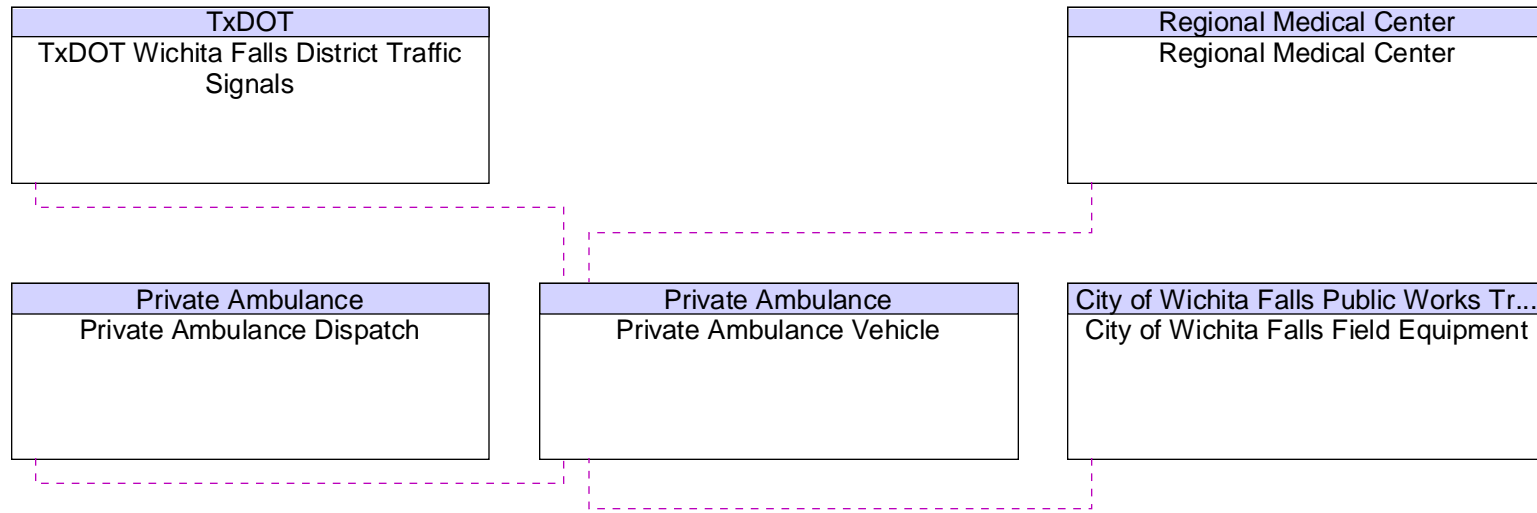 TxDOT
TxDOT Wichita Falls District Traffic
Signals
Regional Medical Center
Regional Medical Center
Private Ambulance
Private Ambulance Dispatch
Private Ambulance
Private Ambulance Vehicle
City of Wichita Falls Public Works Tr...
City of Wichita Falls Field Equipment